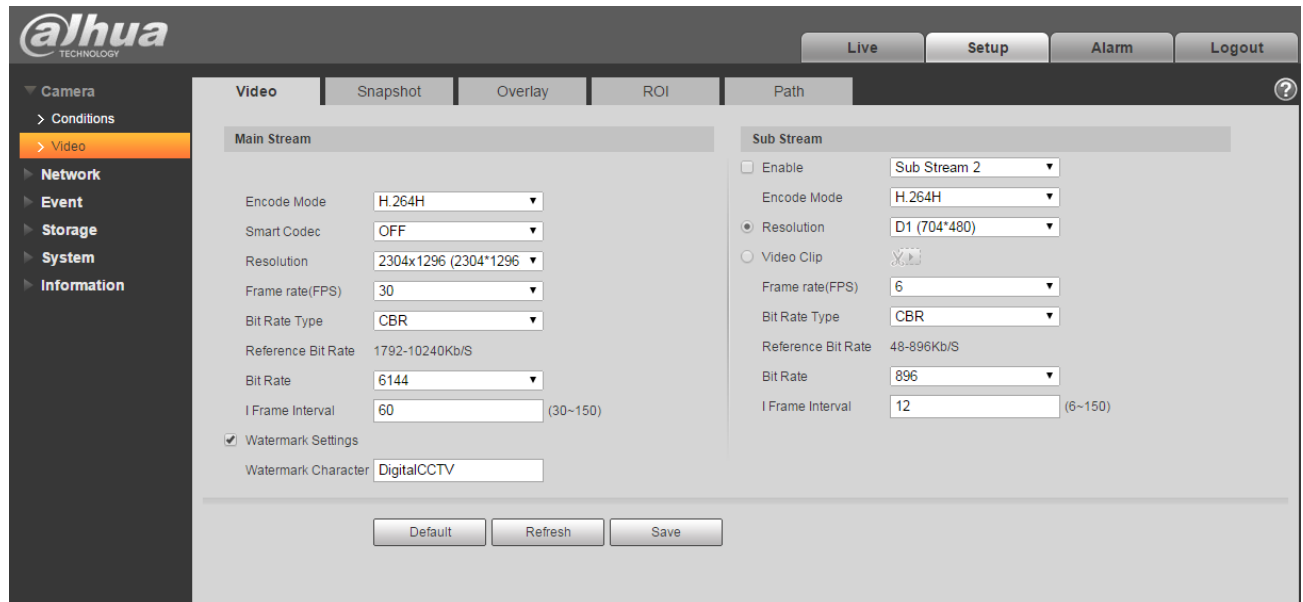 alhua
TECHNOLOGY
Live Setup Alarm Logout
Camera
Conditions
Video
Network
Event
Storage
System
Information
Video Snapshot Overlay ROI Path
?
Main Stream
Encode Mode H.264H
Smart Codec OFF
Resolution 2304x1296 (2304*1296
Frame rate(FPS) 30
Bit Rate Type CBR
Reference Bit Rate 1792-10240Kb/S
Bit Rate 6144
I Frame Interval 60 (30~150)
Watermark Settings
Watermark Character DigitalCCTV
Sub Stream
Enable Sub Stream 2
Encode Mode H.264H
Resolution D1 (704*480)
Video Clip
Frame rate(FPS) 6
Bit Rate Type CBR
Reference Bit Rate 48-896Kb/S
Bit Rate 896
I Frame Interval 12 (6~150)
Default Refresh Save